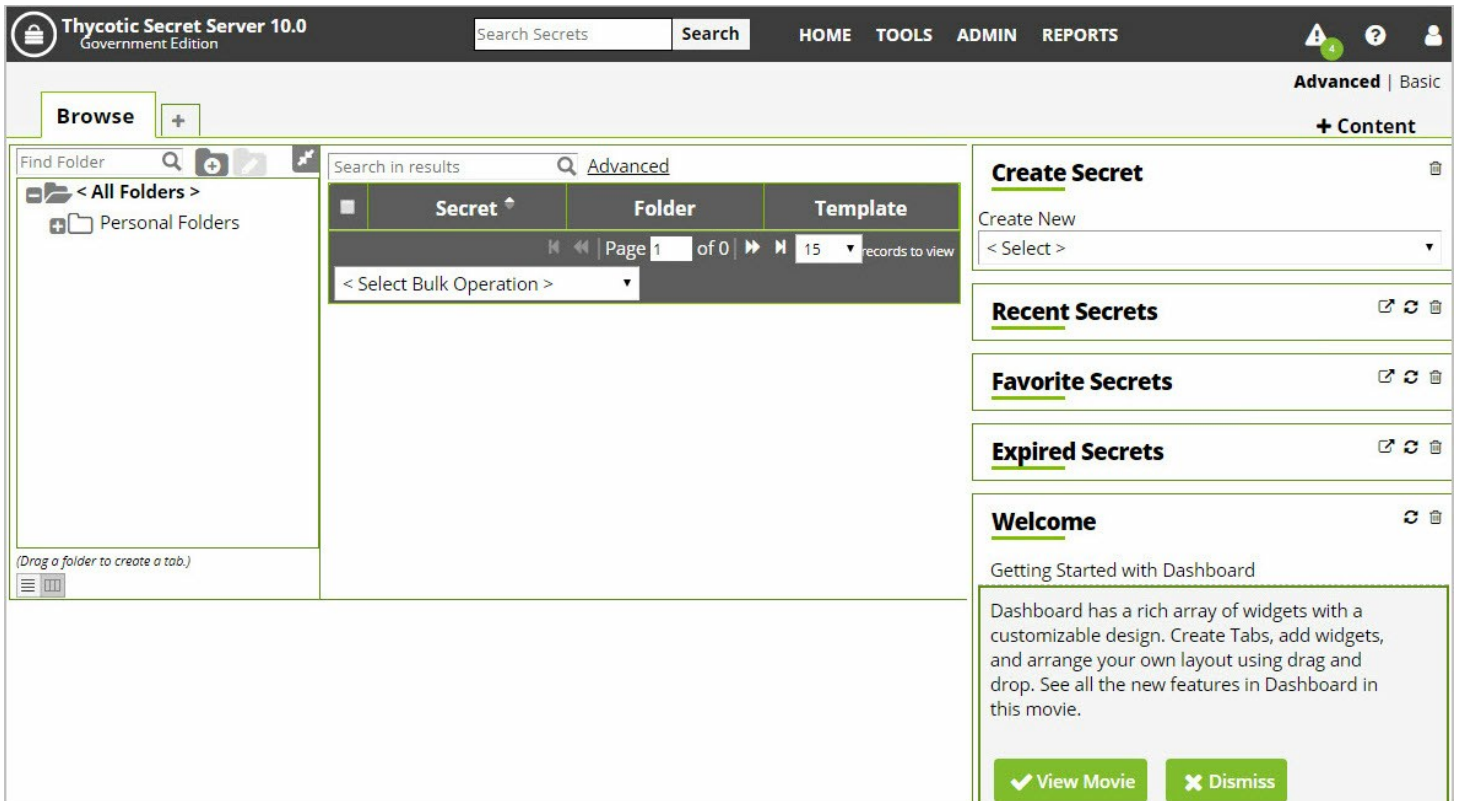 Thycotic Secret Server 10.0
Government Edition
Search Secrets
Search
HOME TOOLS ADMIN REPORTS
4
Advanced | Basic
Browse
+
+ Content
Find Folder
< All Folders >
Personal Folders
(Drag a folder to create a tab.)
Search in results
Advanced
Secret Folder Template
Page 1 of 0 | 15 records to view
< Select Bulk Operation >
Create Secret
Create New
< Select >
Recent Secrets
Favorite Secrets
Expired Secrets
Welcome
Getting Started with Dashboard
Dashboard has a rich array of widgets with a
customizable design. Create Tabs, add widgets,
and arrange your own layout using drag and
drop. See all the new features in Dashboard in
this movie.
View Movie
Dismiss